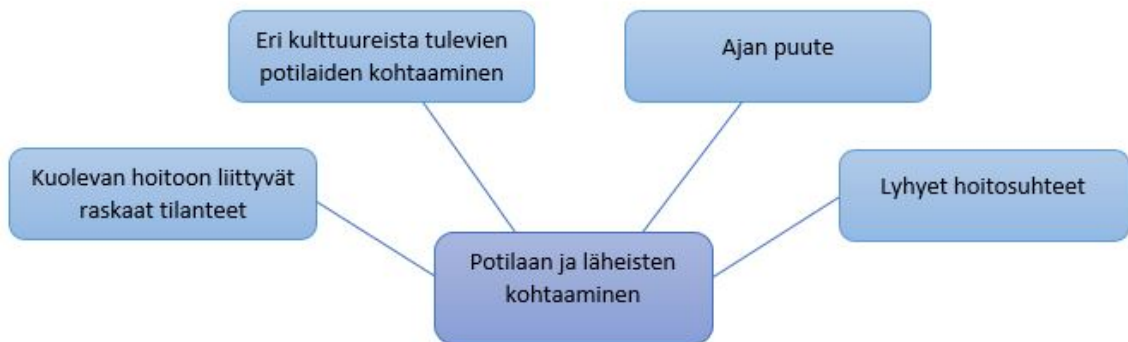 Eri kulttuureista tulevien
potilaiden kohtaaminen
Ajan puute
Kuolevan hoitoon liittyvät
raskaat tilanteet
Lyhyet hoitosuhteet
Potilaan ja läheisten
kohtaaminen